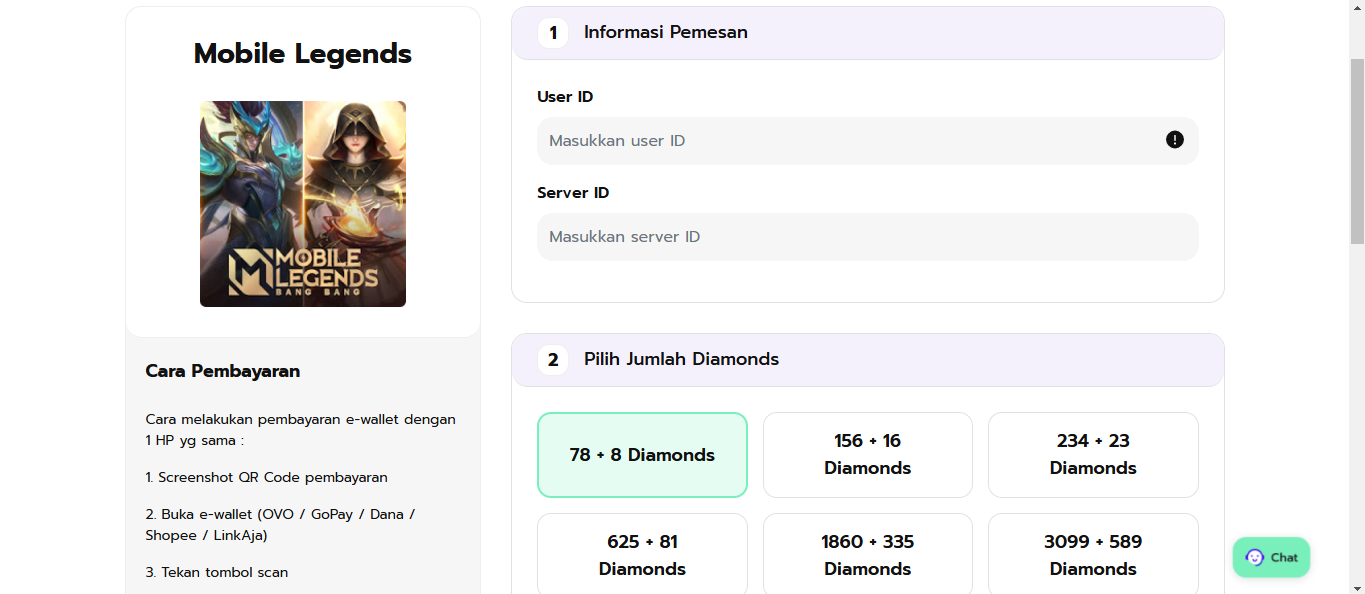 Mobile Legends
MOBILE
LEGENDS
BANG BANG
Cara Pembayaran
Cara melakukan pembayaran e-wallet dengan
1 HP yg sama :
1. Screenshot QR Code pembayaran
2. Buka e-wallet (OVO / GoPay / Dana /
Shopee / LinkAja)
3. Tekan tombol scan
1 Informasi Pemesan
User ID
Masukkan user ID
Server ID
Masukkan server ID
2 Pilih Jumlah Diamonds
78 + 8 Diamonds
156 + 16
Diamonds
234 + 23
Diamonds
625 + 81
Diamonds
1860 + 335
Diamonds
3099 + 589
Diamonds
Chat